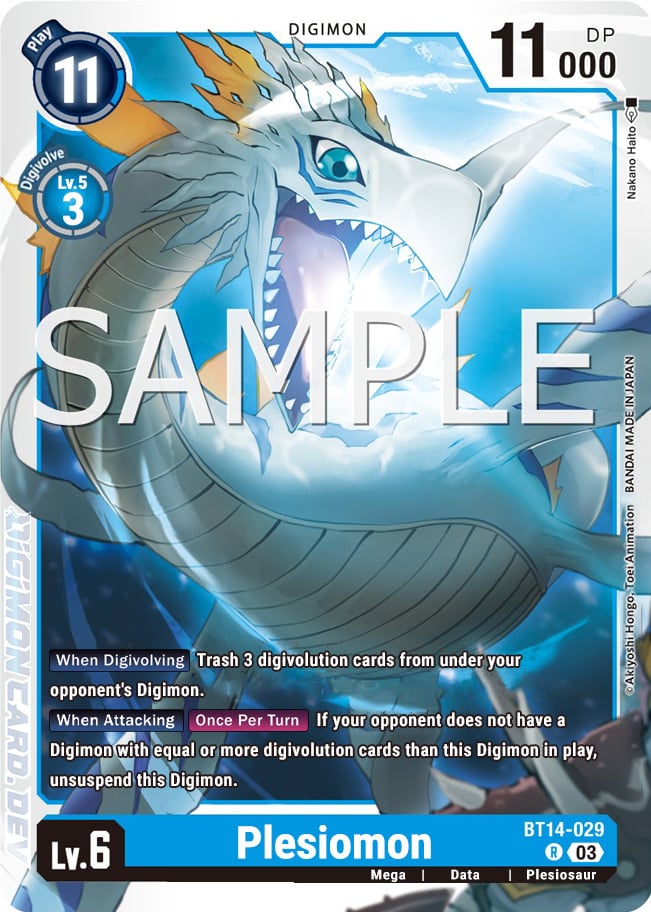 DIGIMON
Play
11
DP
11000
Digivolve
Lv.5
3
Nakano Haito
SAMPLE
©Akiyoshi Hongo, Toei Animation BANDAI MADE IN JAPAN
DIGIMON CARD. DEV
When Digivolving Trash 3 digivolution cards from under your
opponent's Digimon.
When Attacking Once Per Turn If your opponent does not have a
Digimon with equal or more digivolution cards than this Digimon in play,
unsuspend this Digimon.
Lv.6
Plesiomon
BT14-029
R 03
Mega | Data | Plesiosaur